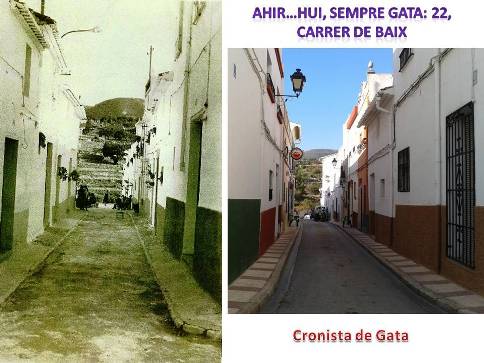 AHIR...HUI, SEMPRE GATA: 22,
CARRER DE BAIX
Cronista de Gata